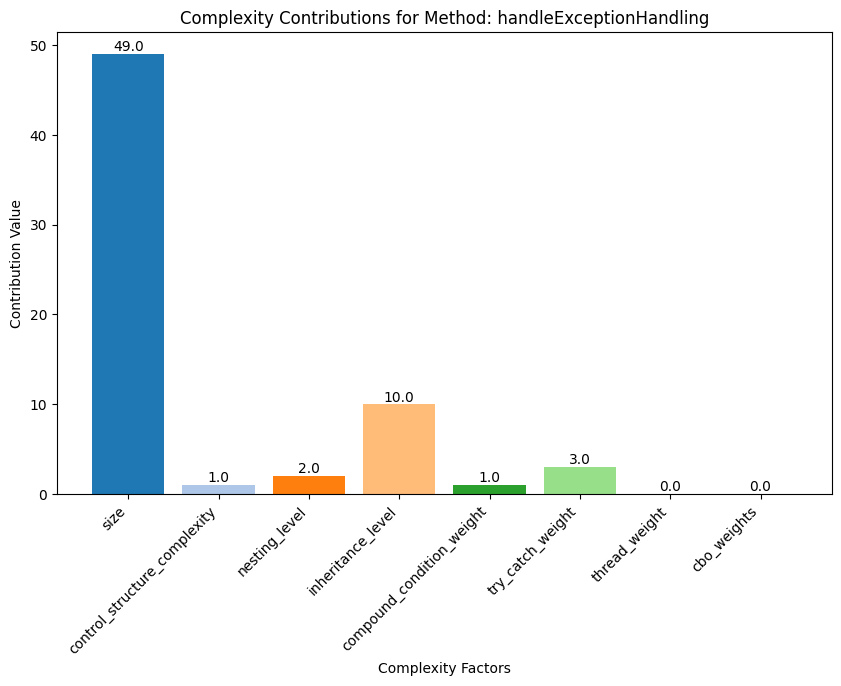 Complexity Contributions for Method: handleExceptionHandling
Contribution Value
50
40
30
20
10
0
49.0
1.0
2.0
10.0
1.0
3.0
0.0
0.0
size
control_structure_complexity
nesting_level
inheritance_level
compound_condition_weight
try_catch_weight
thread_weight
cbo_weights
Complexity Factors